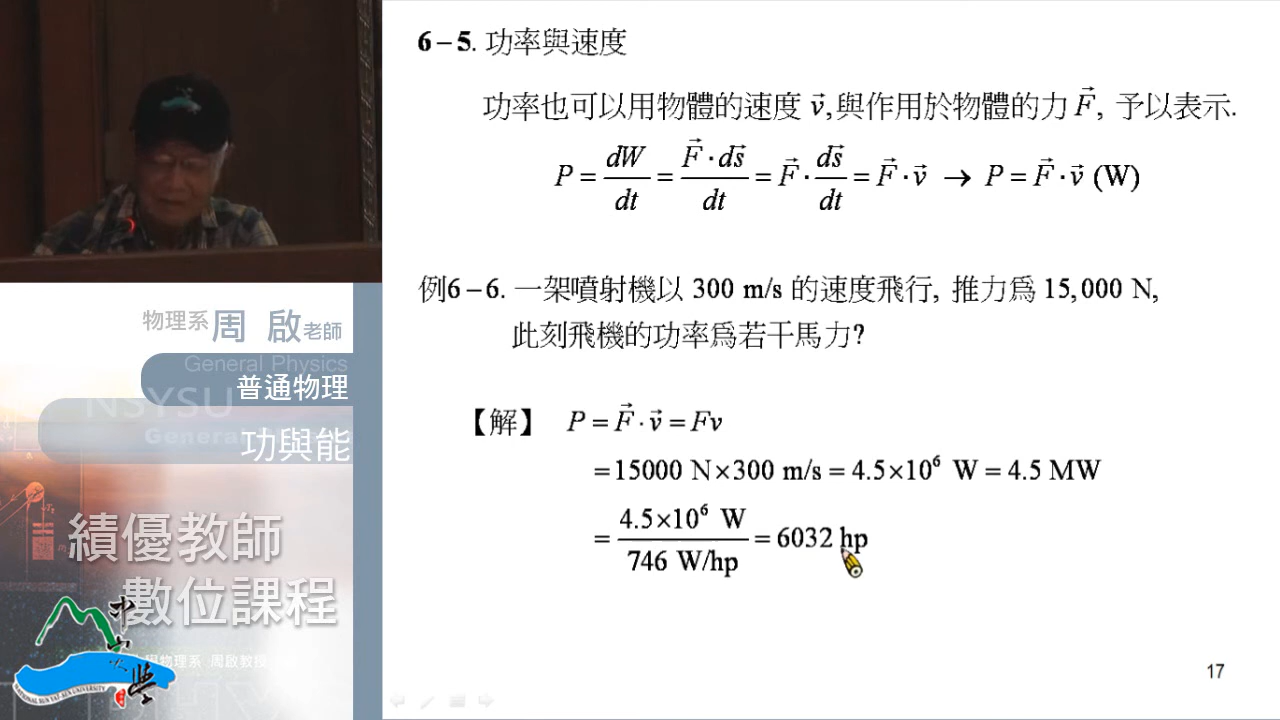 6－5. 功率與速度
功率也可以用物體的速度 v⃗, 與作用於物體的力 F⃗, 予以表示.
P = dW/dt = F⃗·ds⃗/dt = F⃗·ds⃗/dt = F⃗·v⃗ → P = F⃗·v⃗ (W)
例6－6. 一架噴射機以 300 m/s 的速度飛行, 推力爲 15,000 N,
此刻飛機的功率爲若干馬力?
【解】 P = F⃗·v⃗ = Fv
=15000 N×300 m/s = 4.5×10⁶ W = 4.5 MW
= 4.5×10⁶ W / 746 W/hp = 6032 hp
17
物理系 周 啟 老師
General Physics
普通物理
NSYSU
功與能
績優教師
數位課程
物理系 周啟教授